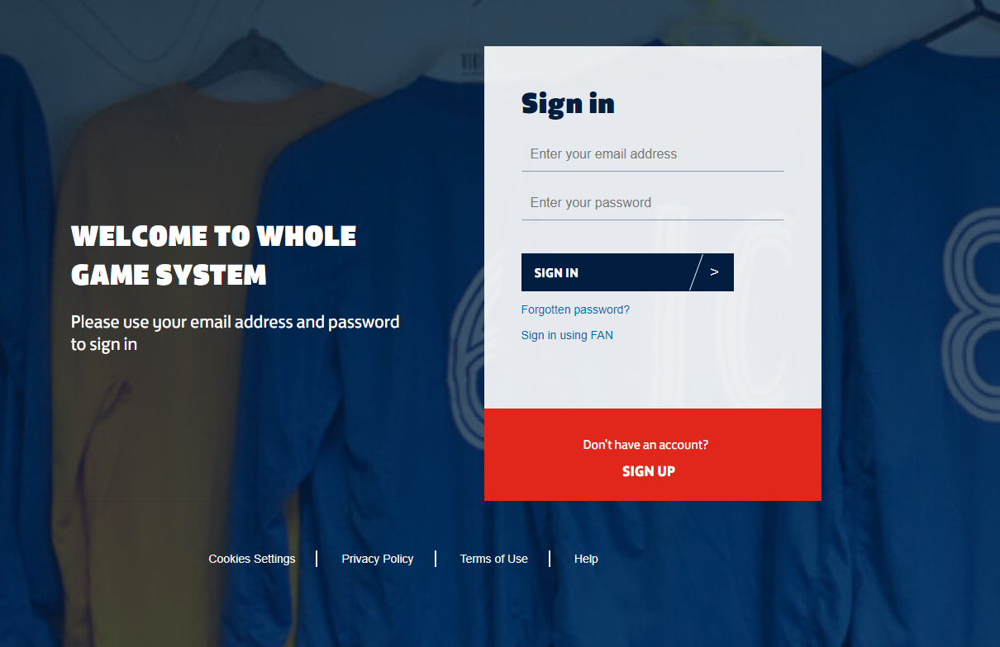 WELCOME TO WHOLE
GAME SYSTEM
Please use your email address and password
to sign in
Sign in
Enter your email address
Enter your password
SIGN IN >
Forgotten password?
Sign in using FAN
Don't have an account?
SIGN UP
Cookies Settings
Privacy Policy
Terms of Use
Help
10
8